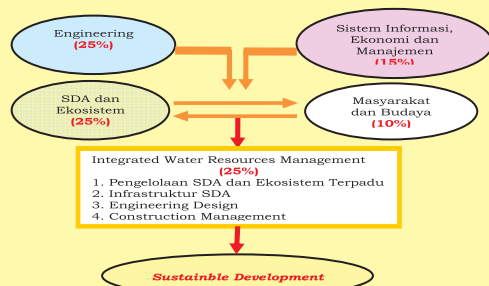 Engineering
(25%)
Sistem Informasi,
Ekonomi dan
Manajemen
(15%)
SDA dan
Ekosistem
(25%)
Masyarakat
dan Budaya
(10%)
Integrated Water Resources Management
(25%)
1. Pengelolaan SDA dan Ekosistem Terpadu
2. Infrastruktur SDA
3. Engineering Design
4. Construction Management
Sustainble Development